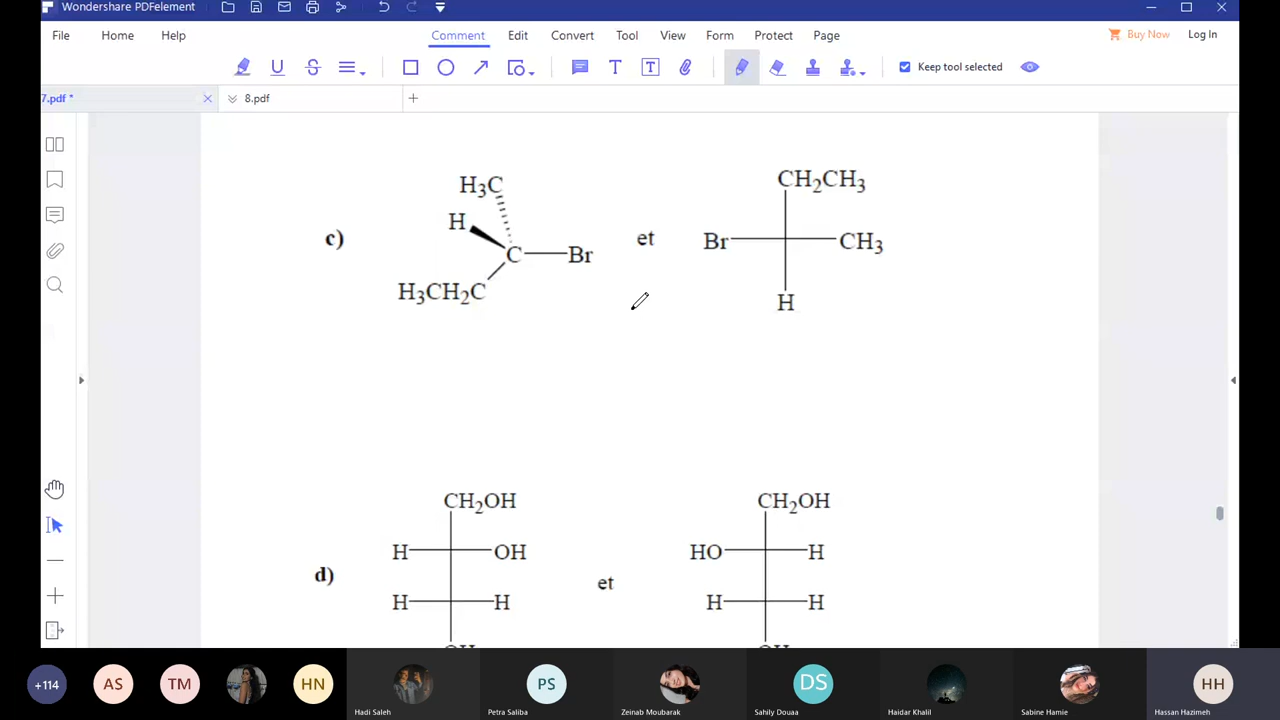 Wondershare PDFelement
File Home Help Comment Edit Convert Tool View Form Protect Page Buy Now Log In
Keep tool selected
7.pdf * 8.pdf
c)
H3C
H
C Br
H3CH2C
et
CH2CH3
Br CH3
H
d)
CH2OH
H OH
H H
et
CH2OH
HO H
H H
+114 AS TM HN PS DS HH
Hadi Saleh Petra Saliba Zeinab Moubarak Sahily Douaa Haidar Khalil Sabine Hamie Hassan Hazimeh